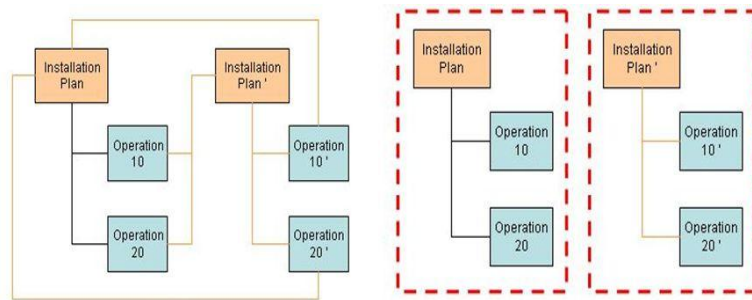 Installation
Plan
Installation
Plan '
Operation
10
Operation
10 '
Operation
20
Operation
20 '
Installation
Plan
Operation
10
Operation
20
Installation
Plan '
Operation
10 '
Operation
20 '